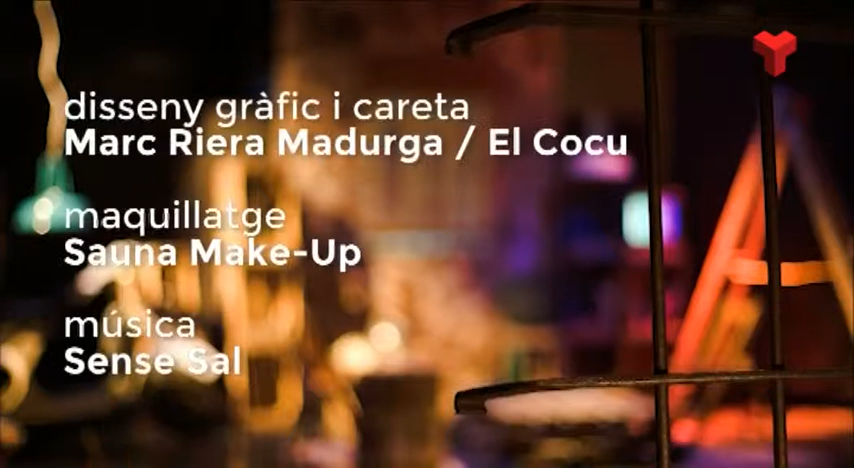 disseny gràfic i careta
Marc Riera Madurga / El Cocu
maquillatge
Sauna Make-Up
música
Sense Sal